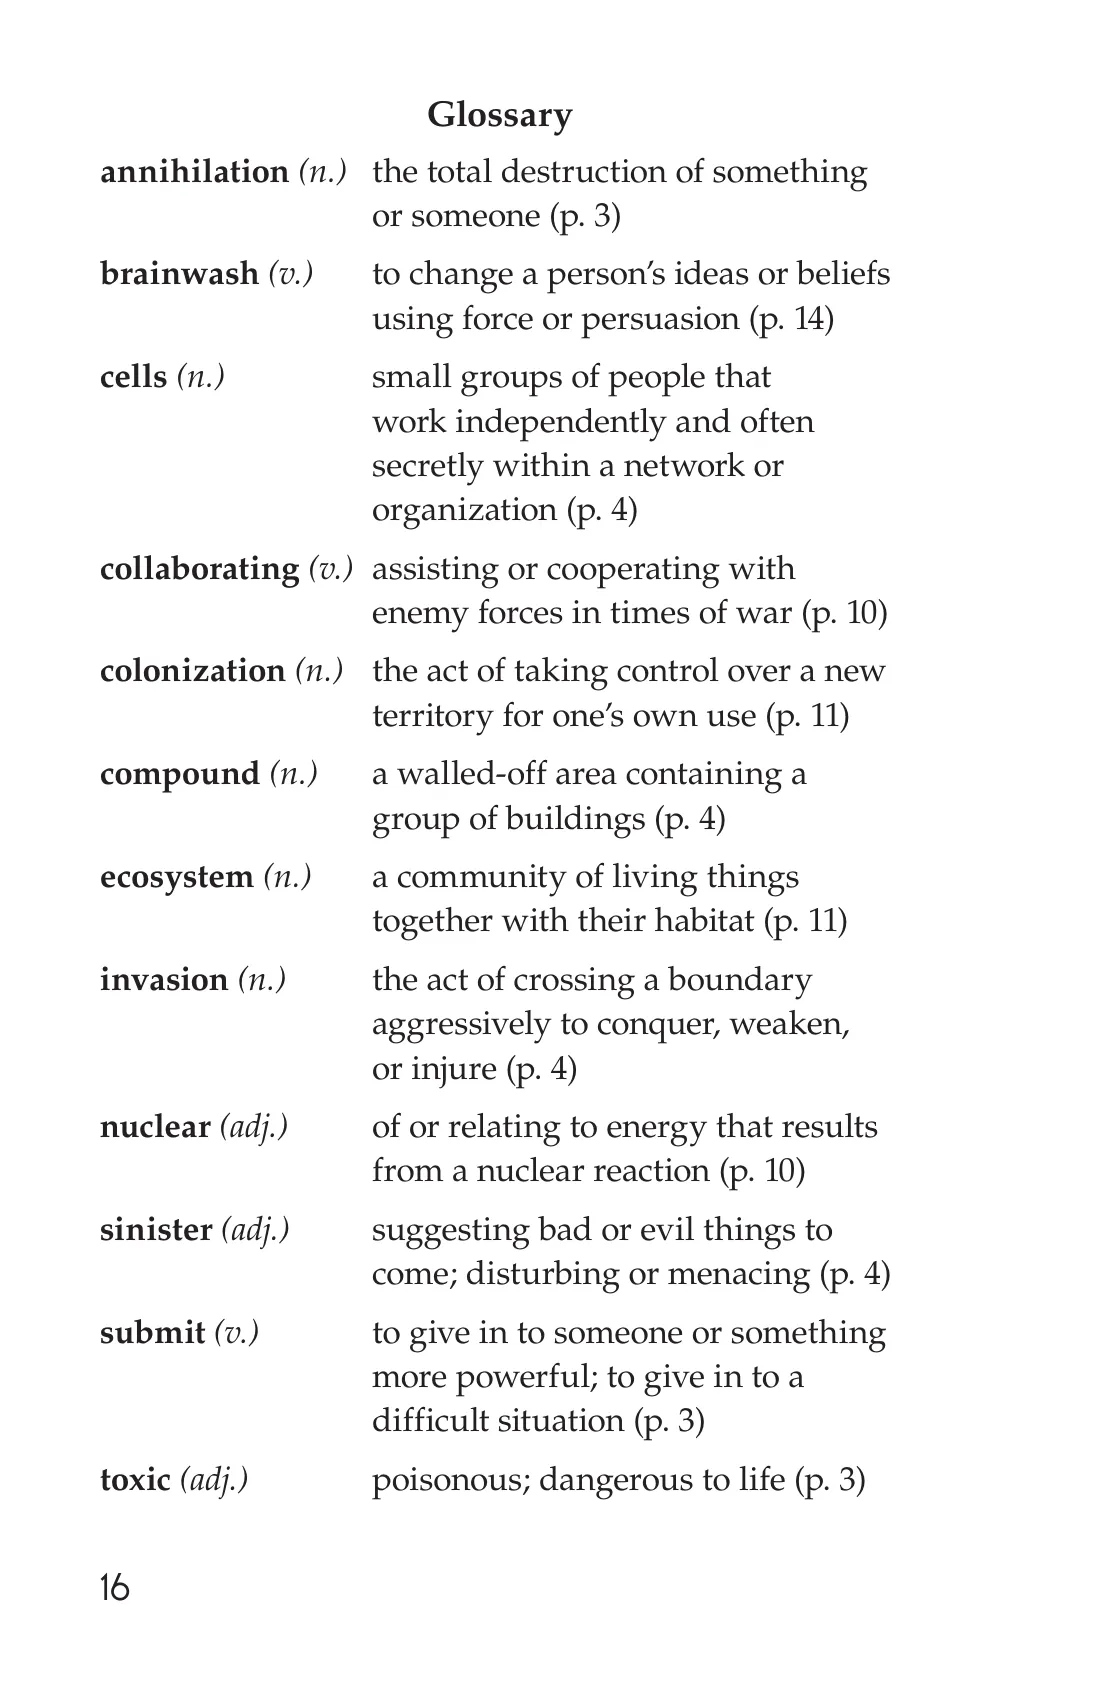 Glossary
annihilation (n.) the total destruction of something
or someone (p. 3)
brainwash (v.) to change a person’s ideas or beliefs
using force or persuasion (p. 14)
cells (n.) small groups of people that
work independently and often
secretly within a network or
organization (p. 4)
collaborating (v.) assisting or cooperating with
enemy forces in times of war (p. 10)
colonization (n.) the act of taking control over a new
territory for one’s own use (p. 11)
compound (n.) a walled-off area containing a
group of buildings (p. 4)
ecosystem (n.) a community of living things
together with their habitat (p. 11)
invasion (n.) the act of crossing a boundary
aggressively to conquer, weaken,
or injure (p. 4)
nuclear (adj.) of or relating to energy that results
from a nuclear reaction (p. 10)
sinister (adj.) suggesting bad or evil things to
come; disturbing or menacing (p. 4)
submit (v.) to give in to someone or something
more powerful; to give in to a
difficult situation (p. 3)
toxic (adj.) poisonous; dangerous to life (p. 3)
16